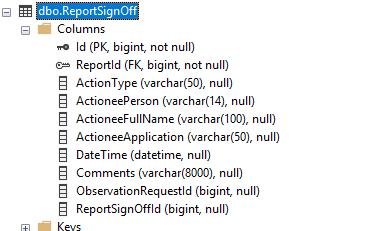 dbo.ReportSignOff
Columns
Id (PK, bigint, not null)
ReportId (FK, bigint, not null)
ActionType (varchar(50), null)
ActioneePerson (varchar(14), null)
ActioneeFullName (varchar(100), null)
ActioneeApplication (varchar(50), null)
DateTime (datetime, null)
Comments (varchar(8000), null)
ObservationRequestId (bigint, null)
ReportSignOffId (bigint, null)
Keys